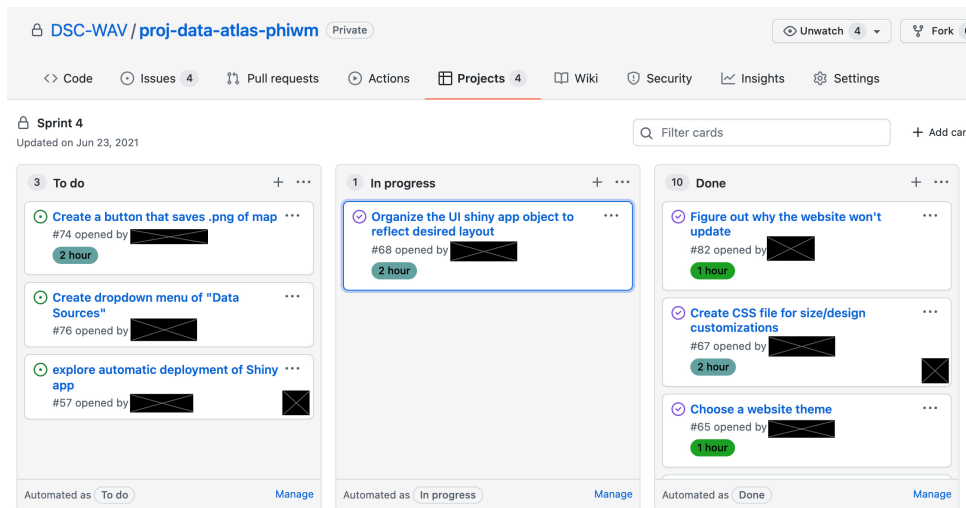 DSC-WAV / proj-data-atlas-phiwm Private
Unwatch 4
Fork
Code
Issues 4
Pull requests
Actions
Projects 4
Wiki
Security
Insights
Settings
Sprint 4
Updated on Jun 23, 2021
Filter cards
+ Add car
3 To do
Create a button that saves .png of map
#74 opened by
2 hour
Create dropdown menu of "Data
Sources"
#76 opened by
explore automatic deployment of Shiny
app
#57 opened by
Automated as To do
Manage
1 In progress
Organize the UI shiny app object to
reflect desired layout
#68 opened by
2 hour
Automated as In progress
Manage
10 Done
Figure out why the website won't
update
#82 opened by
1 hour
Create CSS file for size/design
customizations
#67 opened by
2 hour
Choose a website theme
#65 opened by
1 hour
Automated as Done
Manage